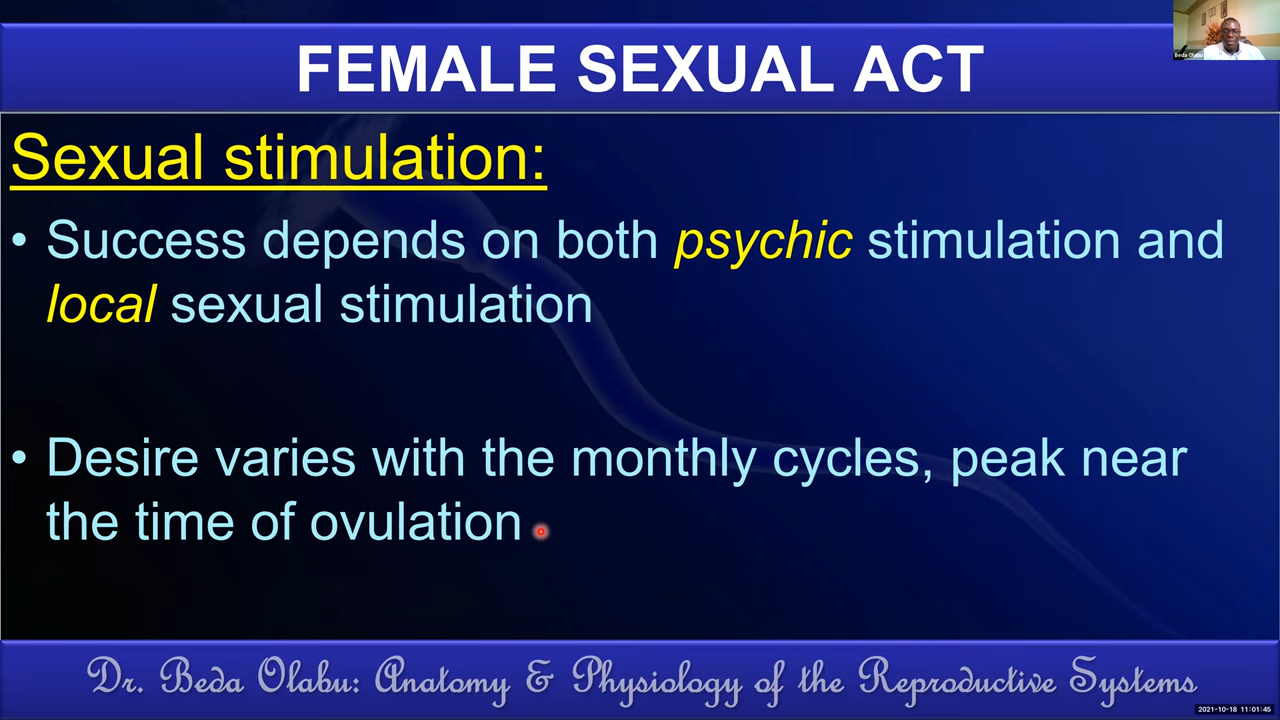 FEMALE SEXUAL ACT
Beda Olabu
Sexual stimulation:
• Success depends on both psychic stimulation and
local sexual stimulation
• Desire varies with the monthly cycles, peak near
the time of ovulation
Dr. Beda Olabu: Anatomy & Physiology of the Reproductive Systems
2021-10-18 11:01:45